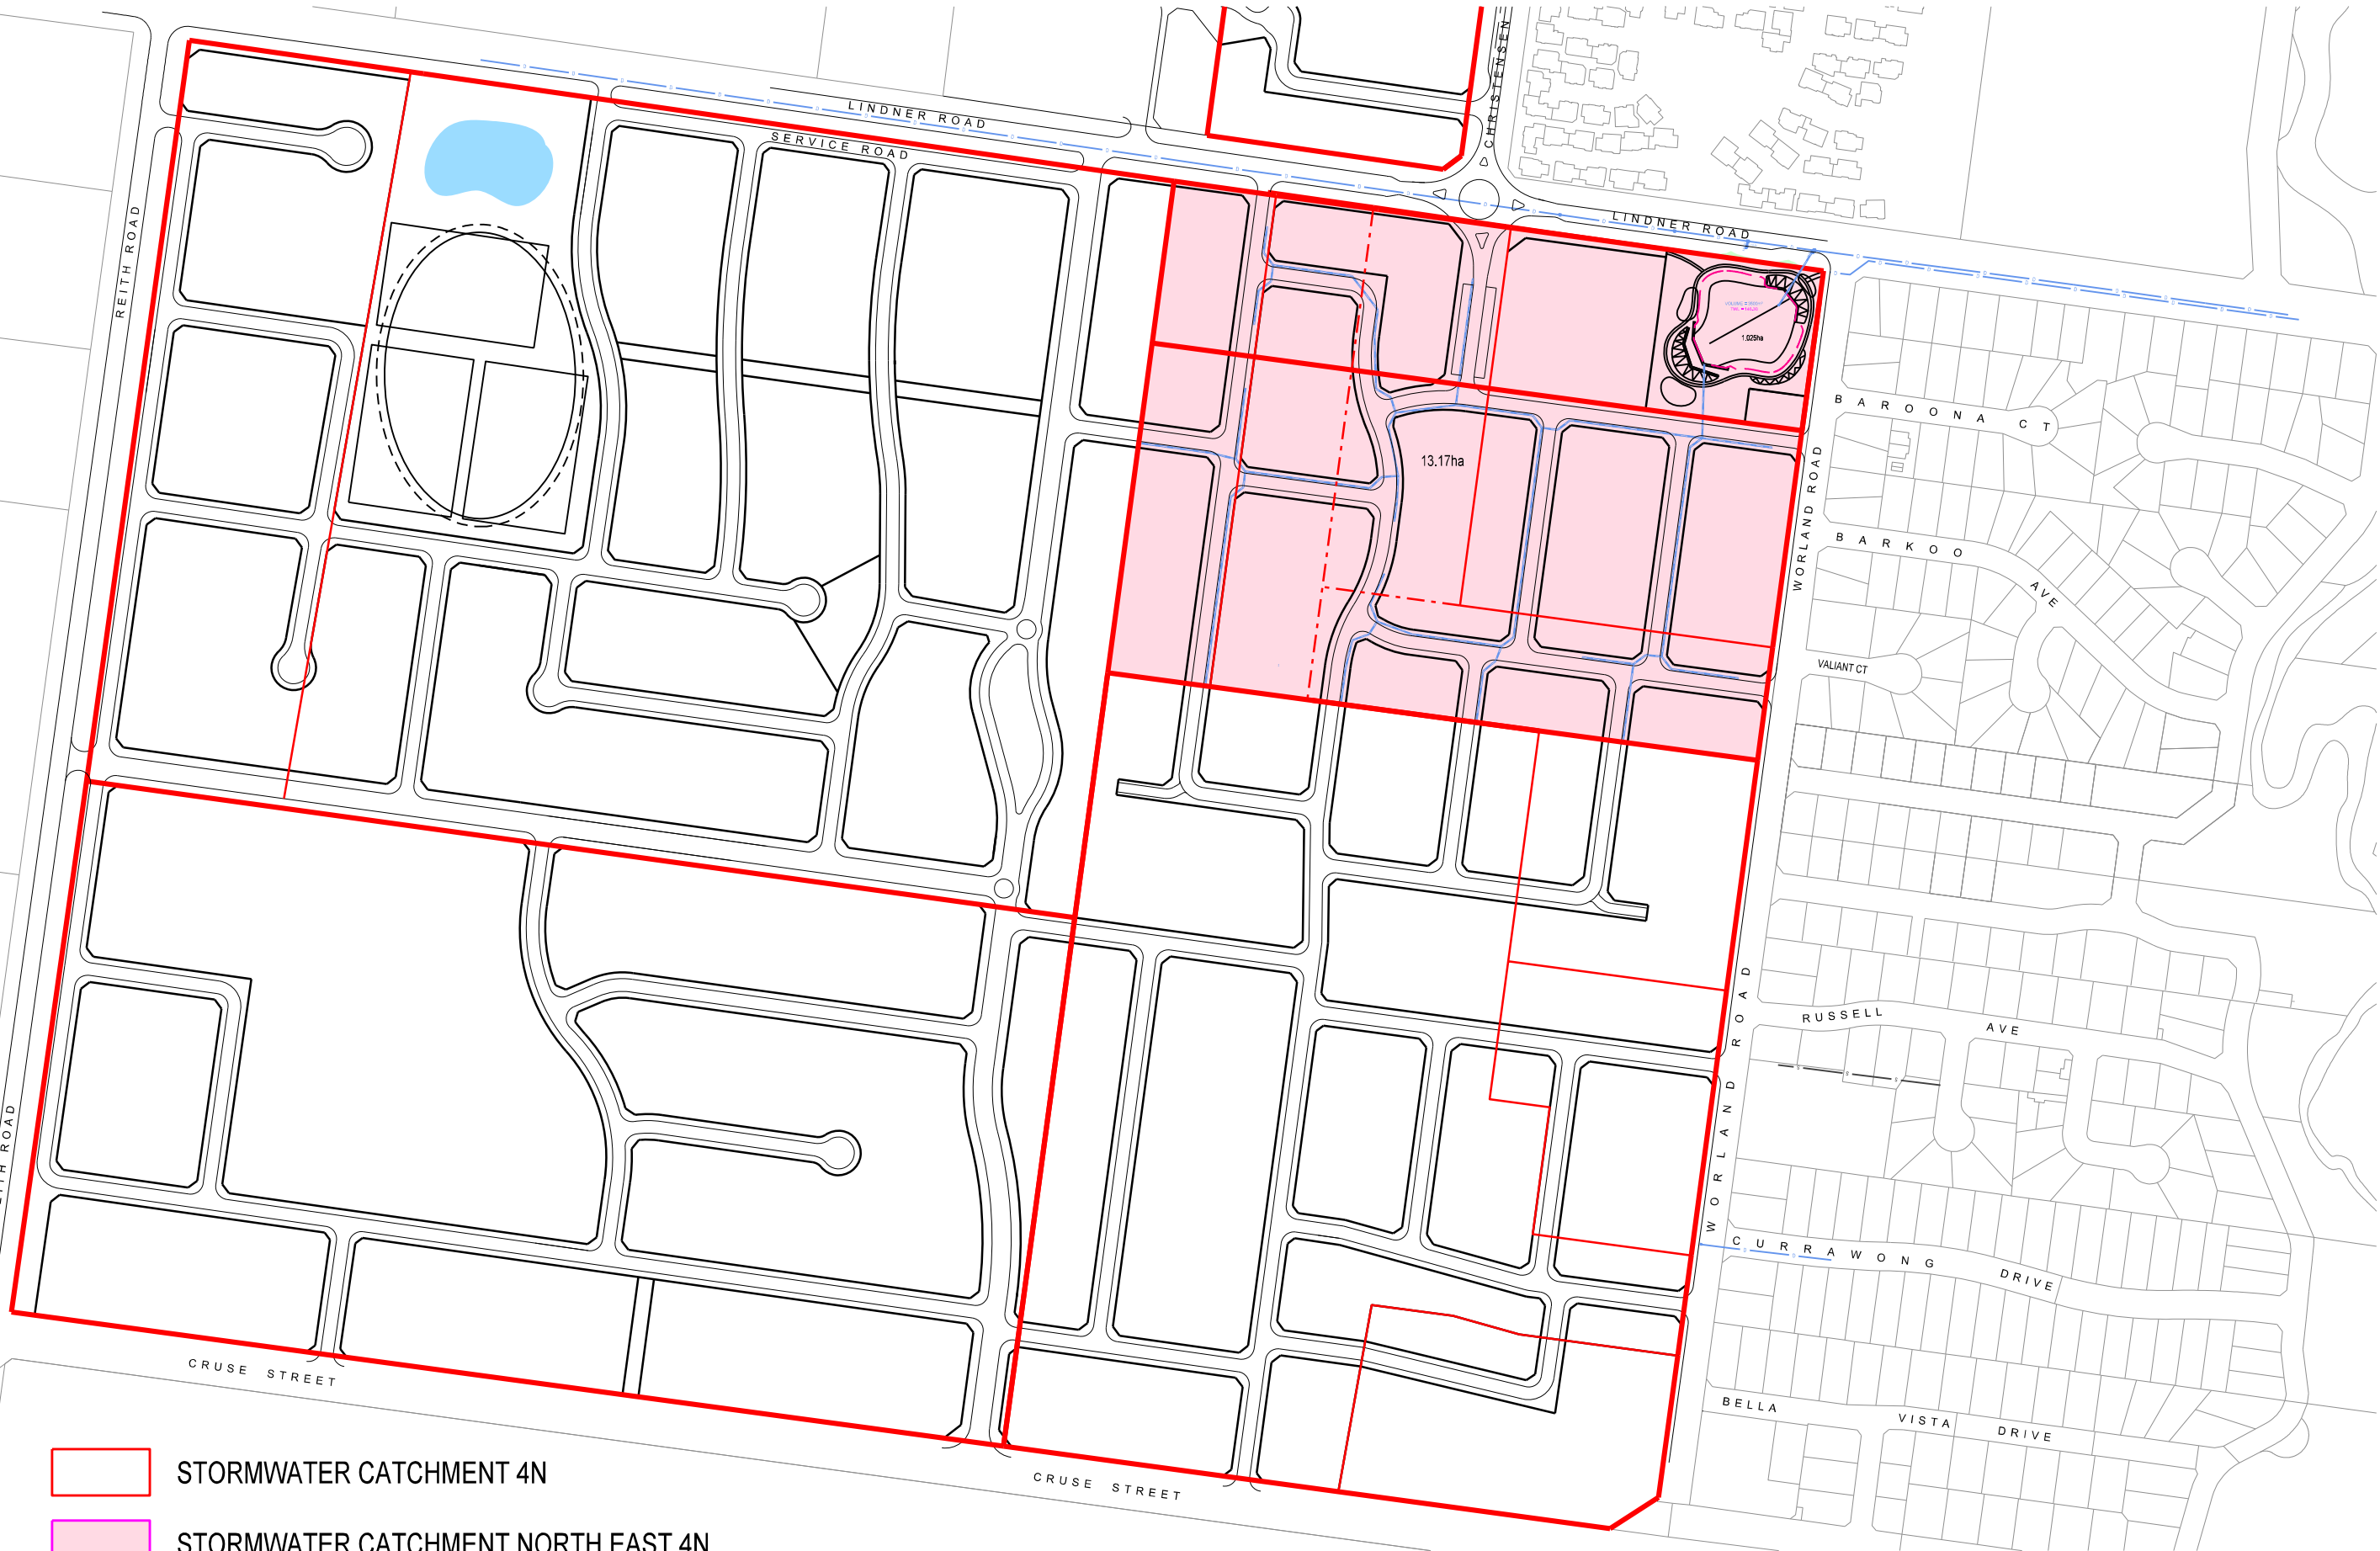 CHRISTENSEN
LINDNER ROAD
SERVICE ROAD
LINDNER ROAD
REITH ROAD
1.025ha
BAROONA CT
13.17ha
WORLAND ROAD
BARKOO AVE
VALIANT CT
WORLAND ROAD
RUSSELL AVE
CURRAWONG DRIVE
BELLA VISTA DRIVE
CRUSE STREET
CRUSE STREET
STORMWATER CATCHMENT 4N
STORMWATER CATCHMENT NORTH EAST 4N